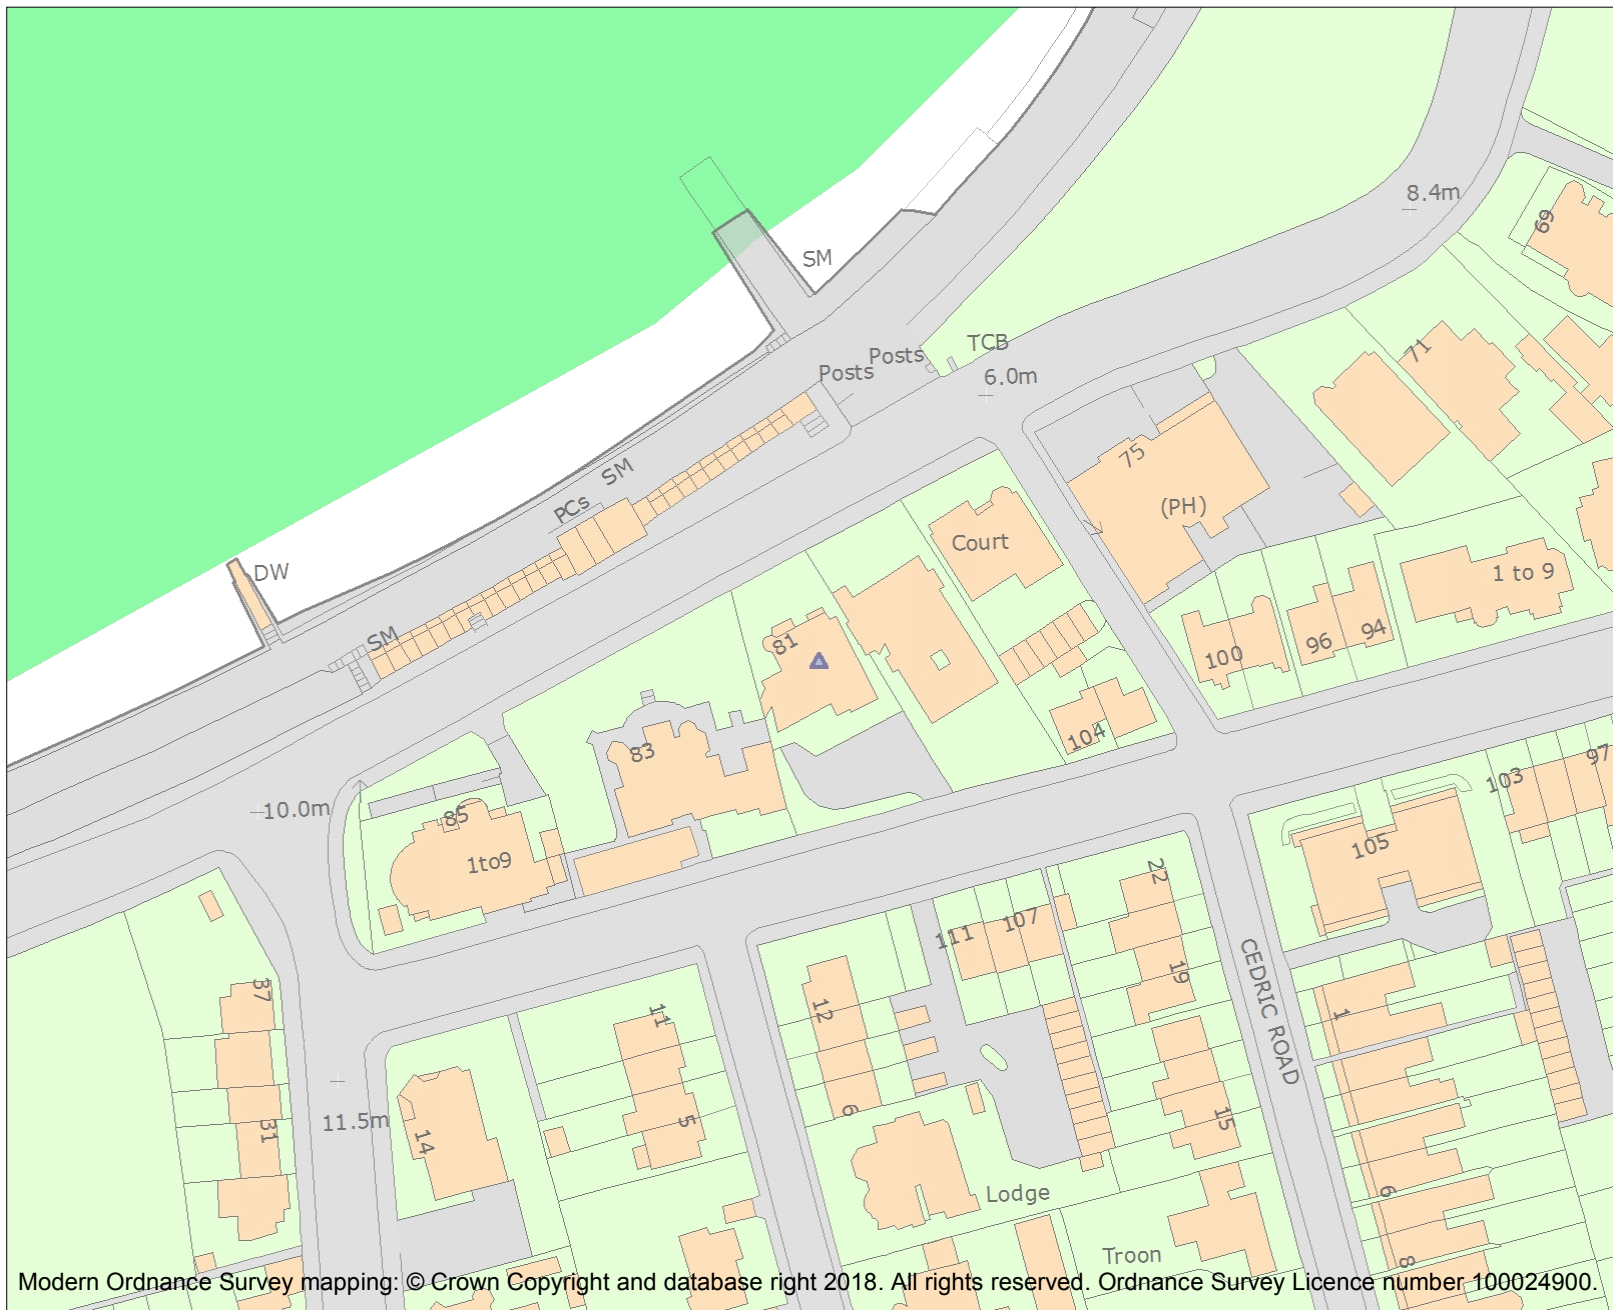 8.4m
69
SM
TCB
Posts
Posts
6.0m
71
75
SM
PCs
(PH)
Court
DW
1 to 9
SM
81
96
94
100
104
83
97
103
10.0m
85
105
1to9
22
107
111
CEDRIC ROAD
19
37
12
11
1
6
5
15
31
11.5m
14
6
Lodge
Troon
8
Modern Ordnance Survey mapping: © Crown Copyright and database right 2018. All rights reserved. Ordnance Survey Licence number 100024900.